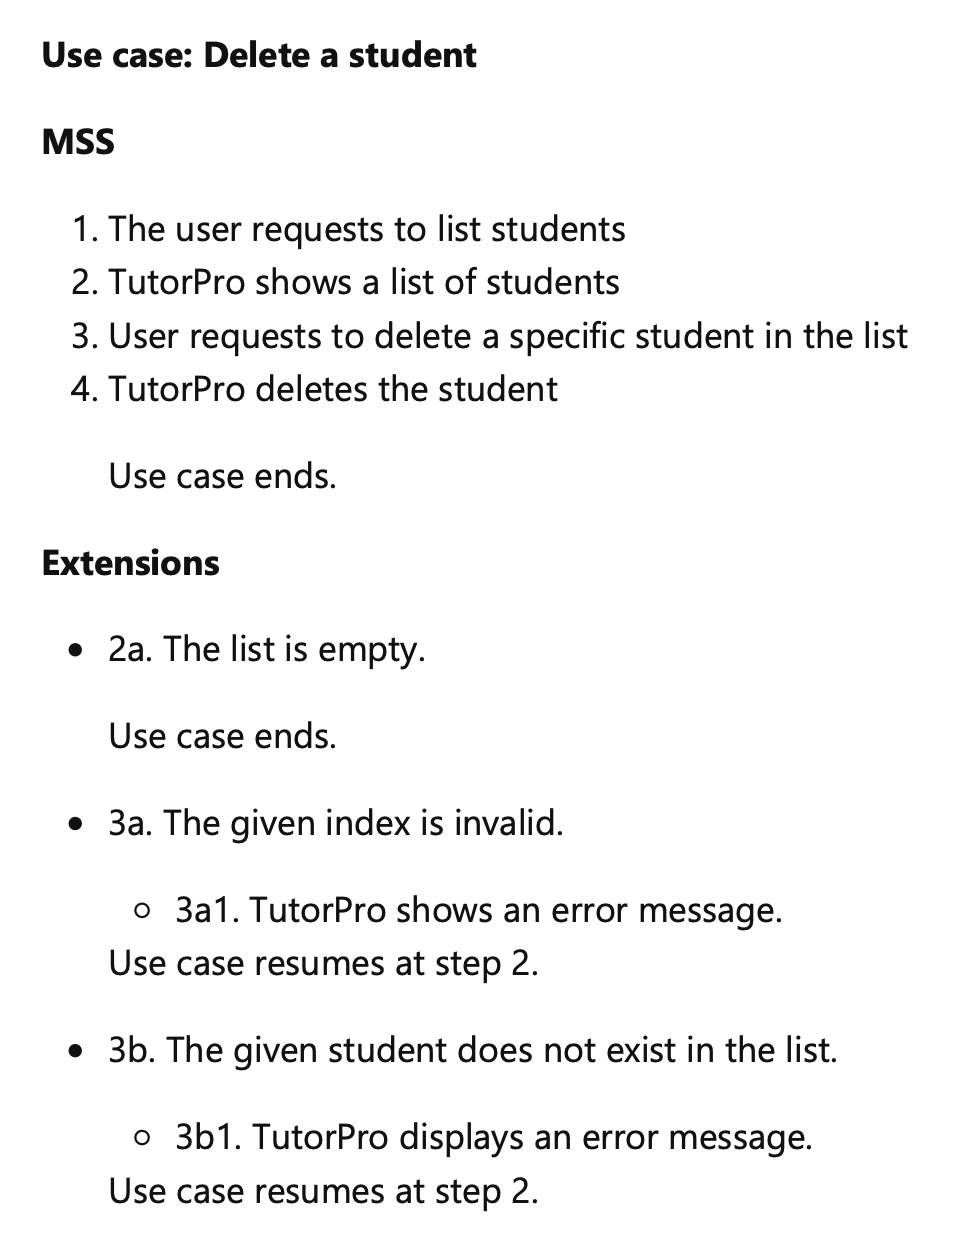 Use case: Delete a student
MSS
1. The user requests to list students
2. TutorPro shows a list of students
3. User requests to delete a specific student in the list
4. TutorPro deletes the student
Use case ends.
Extensions
• 2a. The list is empty.
Use case ends.
• 3a. The given index is invalid.
○ 3a1. TutorPro shows an error message.
Use case resumes at step 2.
• 3b. The given student does not exist in the list.
○ 3b1. TutorPro displays an error message.
Use case resumes at step 2.